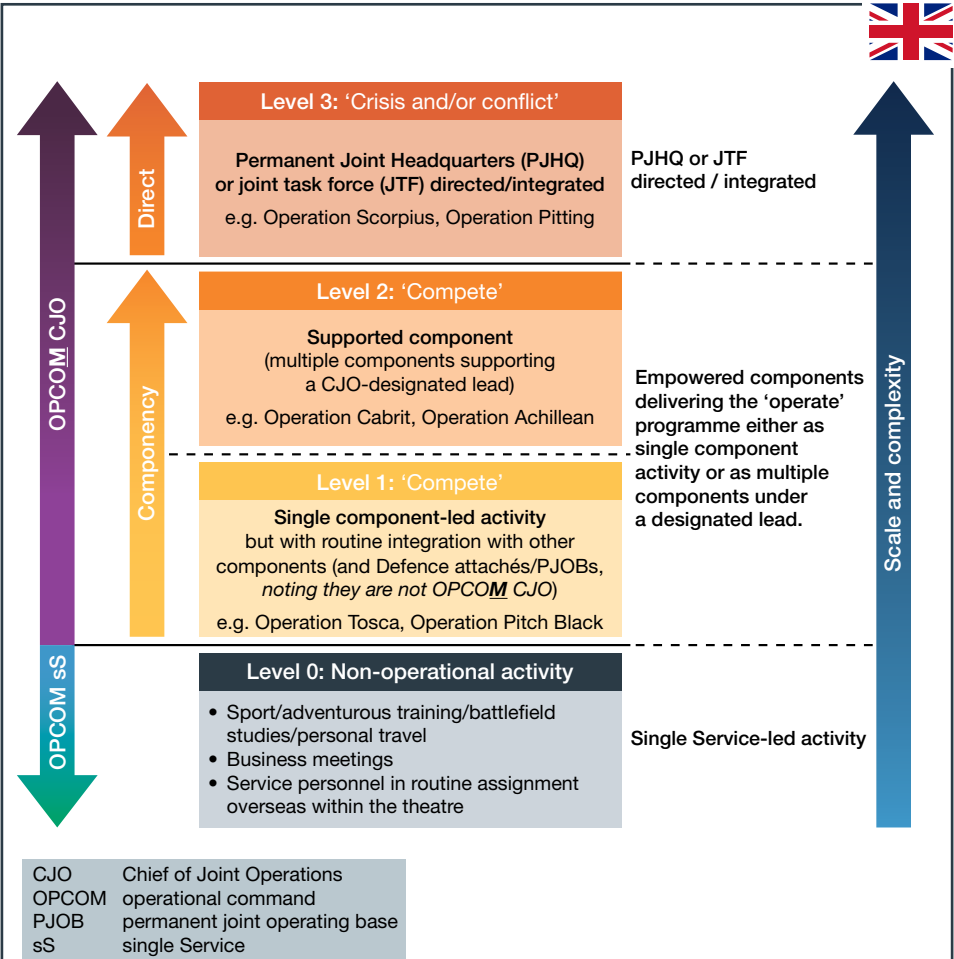 Level 3: ‘Crisis and/or conflict’
Permanent Joint Headquarters (PJHQ)
or joint task force (JTF) directed/integrated
e.g. Operation Scorpius, Operation Pitting
PJHQ or JTF
directed / integrated
Direct
OPCOM CJO
Level 2: ‘Compete’
Supported component
(multiple components supporting
a CJO-designated lead)
e.g. Operation Cabrit, Operation Achillean
Componency
Level 1: ‘Compete’
Single component-led activity
but with routine integration with other
components (and Defence attachés/PJOBs,
noting they are not OPCOM CJO)
e.g. Operation Tosca, Operation Pitch Black
Empowered components
delivering the ‘operate’
programme either as
single component
activity or as multiple
components under
a designated lead.
Scale and complexity
OPCOM sS
Level 0: Non-operational activity
• Sport/adventurous training/battlefield
studies/personal travel
• Business meetings
• Service personnel in routine assignment
overseas within the theatre
Single Service-led activity
CJO Chief of Joint Operations
OPCOM operational command
PJOB permanent joint operating base
sS single Service